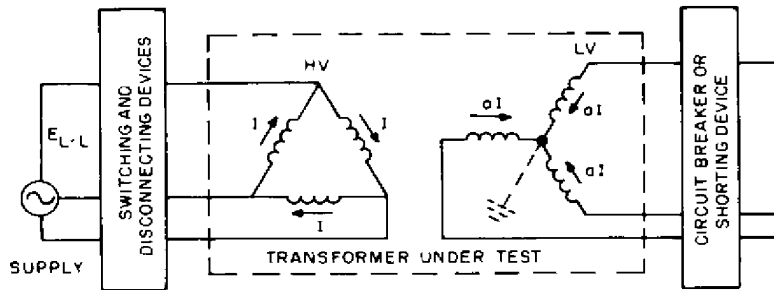 HV
LV
SWITCHING AND
DISCONNECTING DEVICES
CIRCUIT BREAKER OR
SHORTING DEVICE
E L-L
I
I
I
aI
aI
aI
TRANSFORMER UNDER TEST
SUPPLY